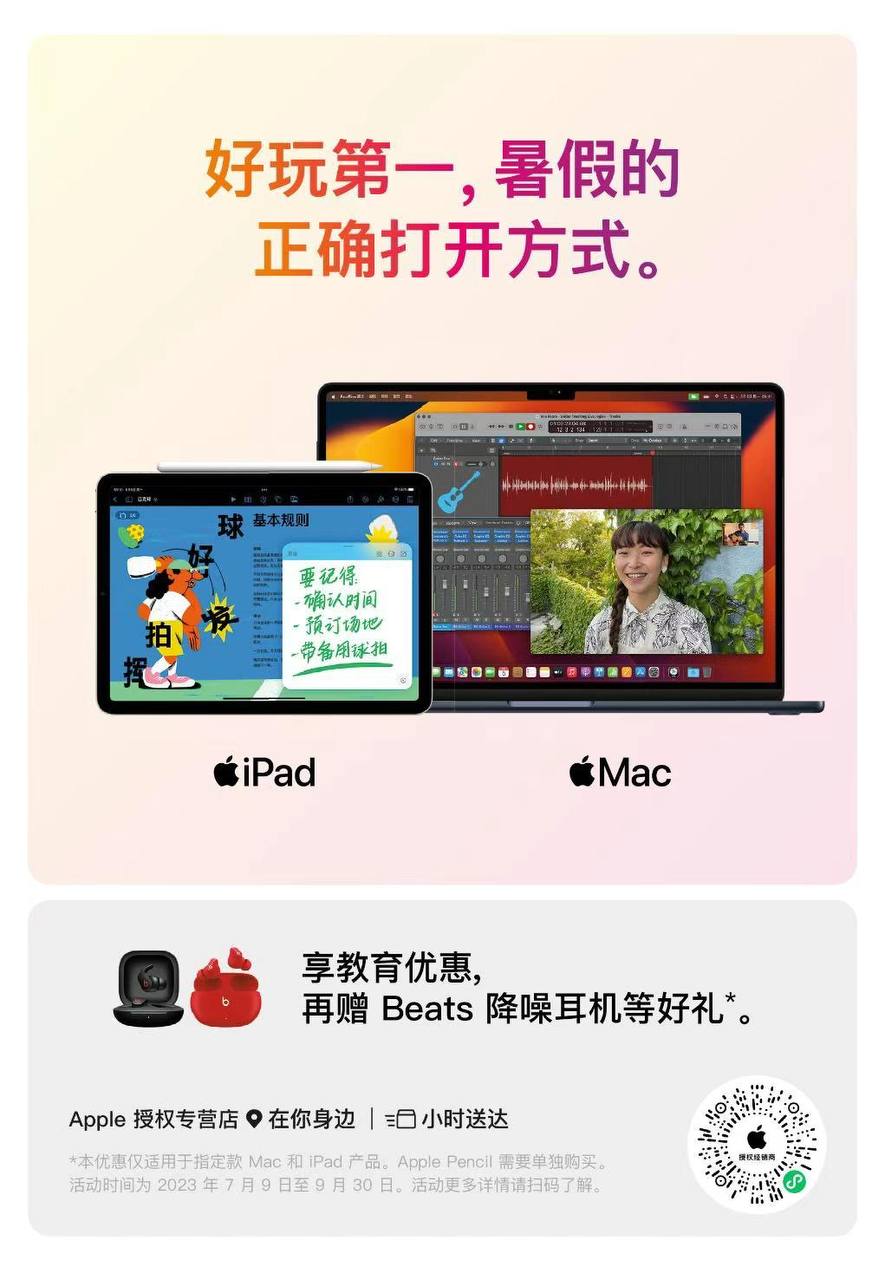 好玩第一，暑假的
正确打开方式。
球 基本规则
好
发
拍
挥
要记得：
-确认时间
-预订场地
-带备用球拍
iPad
Mac
享教育优惠，
再赠 Beats 降噪耳机等好礼*。
Apple 授权专营店 在你身边 | 小时送达
*本优惠仅适用于指定款 Mac 和 iPad 产品。Apple Pencil 需要单独购买。
活动时间为 2023 年 7 月 9 日至 9 月 30 日。活动更多详情请扫码了解。
授权经销商